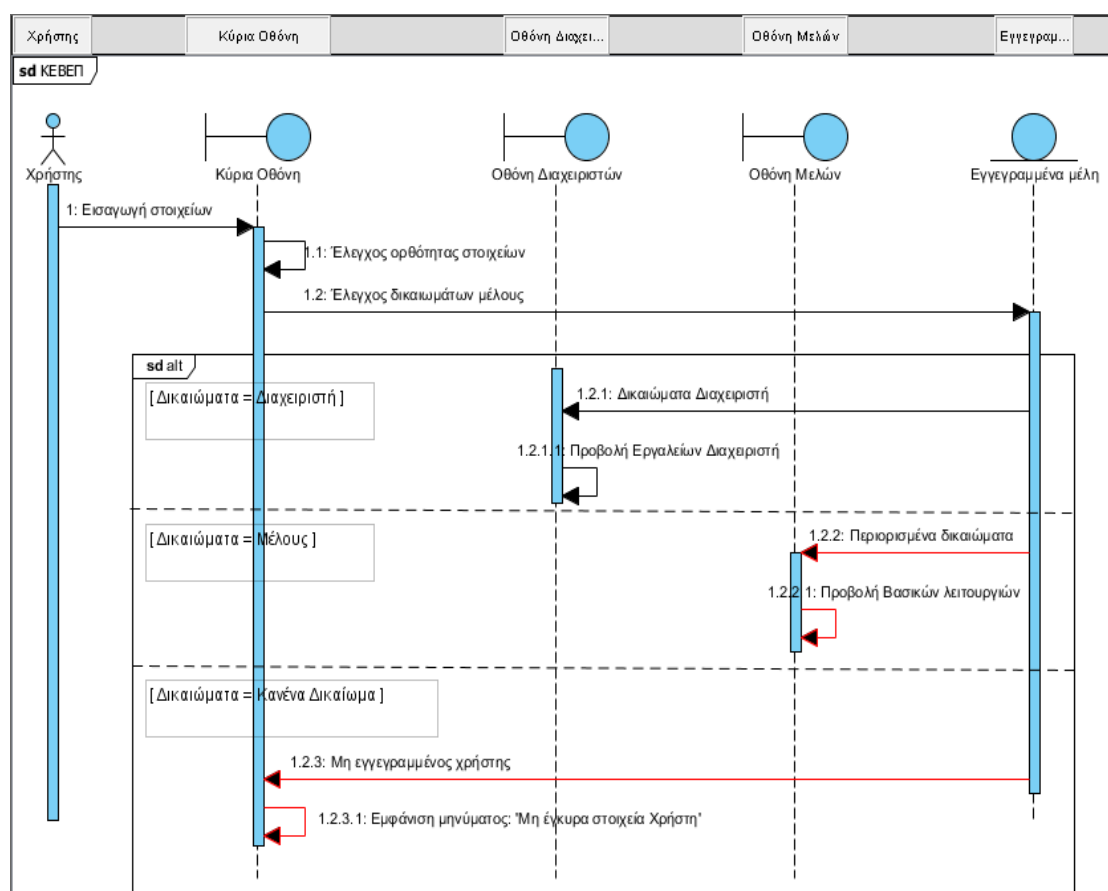 Χρήστης
Κύρια Οθόνη
Οθόνη Διαχει...
Οθόνη Μελών
Εγγεγραμ...
sd ΚΕΒΕΠ
Χρήστης
Κύρια Οθόνη
Οθόνη Διαχειριστών
Οθόνη Μελών
Εγγεγραμμένα μέλη
1: Εισαγωγή στοιχείων
1.1: Έλεγχος ορθότητας στοιχείων
1.2: Έλεγχος δικαιωμάτων μέλους
sd alt
[ Δικαιώματα = Διαχειριστή ]
1.2.1: Δικαιώματα Διαχειριστή
1.2.1.1: Προβολή Εργαλείων Διαχειριστή
[ Δικαιώματα = Μέλους ]
1.2.2: Περιορισμένα δικαιώματα
1.2.2.1: Προβολή Βασικών λειτουργιών
[ Δικαιώματα = Κανένα Δικαίωμα ]
1.2.3: Μη εγγεγραμμένος χρήστης
1.2.3.1: Εμφάνιση μηνύματος: 'Μη έγκυρα στοιχεία Χρήστη'